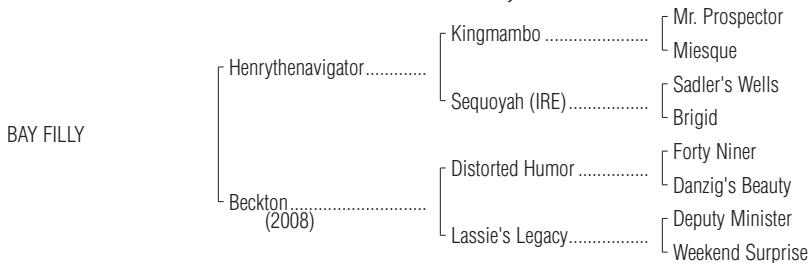 Mr. Prospector
Kingmambo .....................
Miesque
Henrythenavigator.............
Sadler's Wells
Sequoyah (IRE)................
Brigid
BAY FILLY
Forty Niner
Distorted Humor ..............
Danzig's Beauty
Beckton...........................
(2008)
Deputy Minister
Lassie's Legacy................
Weekend Surprise